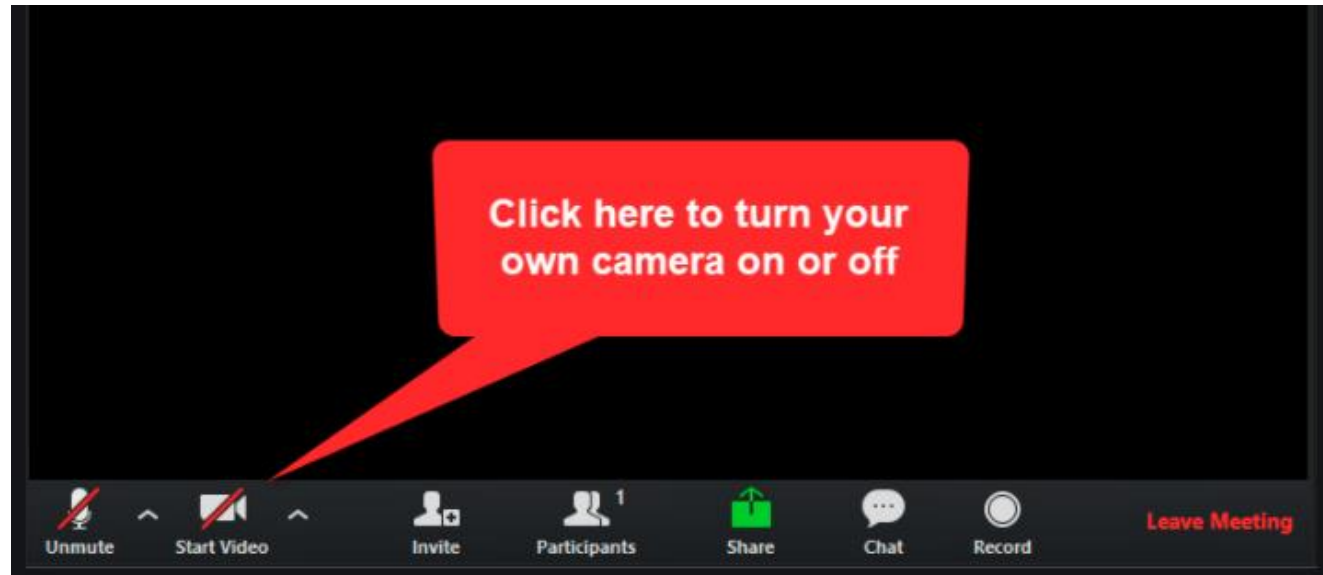 Click here to turn your
own camera on or off
1
Unmute
Start Video
Invite
Participants
Share
Chat
Record
Leave Meeting